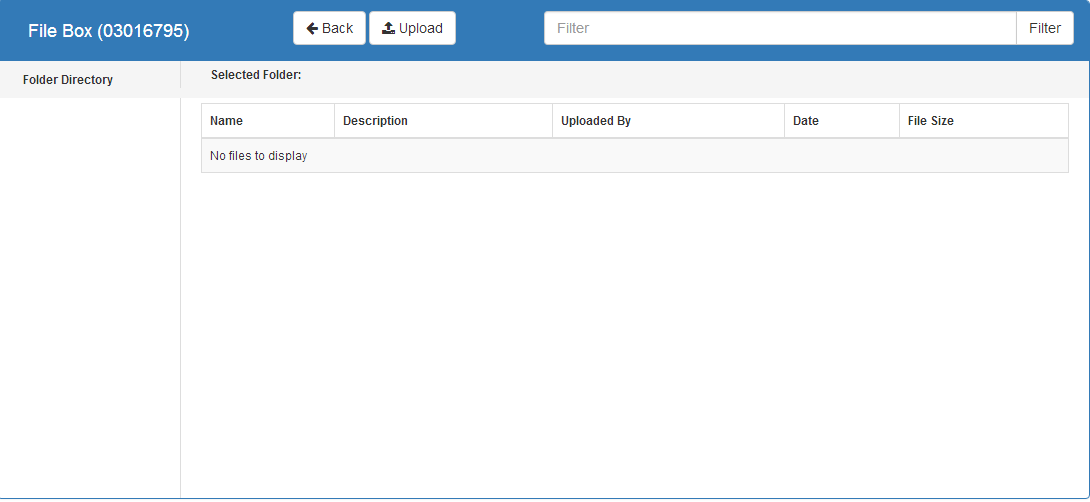 File Box (03016795)
Back
Upload
Filter
Filter
Folder Directory
Selected Folder:
Name Description Uploaded By Date File Size
No files to display